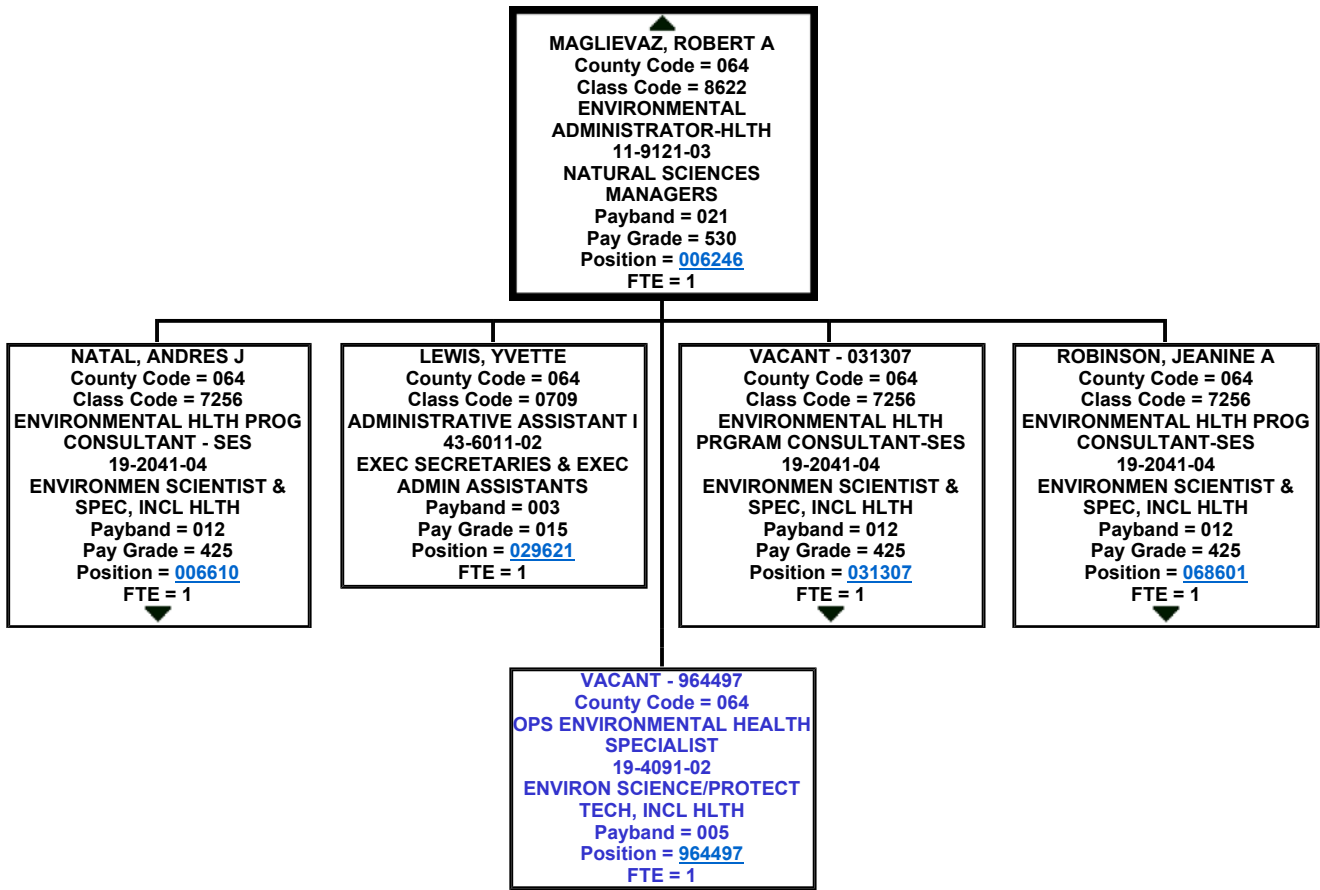 MAGLIEVAZ, ROBERT A
County Code = 064
Class Code = 8622
ENVIRONMENTAL
ADMINISTRATOR-HLTH
11-9121-03
NATURAL SCIENCES
MANAGERS
Payband = 021
Pay Grade = 530
Position = 006246
FTE = 1
NATAL, ANDRES J
County Code = 064
Class Code = 7256
ENVIRONMENTAL HLTH PROG
CONSULTANT - SES
19-2041-04
ENVIRONMEN SCIENTIST &
SPEC, INCL HLTH
Payband = 012
Pay Grade = 425
Position = 006610
FTE = 1
LEWIS, YVETTE
County Code = 064
Class Code = 0709
ADMINISTRATIVE ASSISTANT I
43-6011-02
EXEC SECRETARIES & EXEC
ADMIN ASSISTANTS
Payband = 003
Pay Grade = 015
Position = 029621
FTE = 1
VACANT - 031307
County Code = 064
Class Code = 7256
ENVIRONMENTAL HLTH
PRGRAM CONSULTANT-SES
19-2041-04
ENVIRONMEN SCIENTIST &
SPEC, INCL HLTH
Payband = 012
Pay Grade = 425
Position = 031307
FTE = 1
ROBINSON, JEANINE A
County Code = 064
Class Code = 7256
ENVIRONMENTAL HLTH PROG
CONSULTANT-SES
19-2041-04
ENVIRONMEN SCIENTIST &
SPEC, INCL HLTH
Payband = 012
Pay Grade = 425
Position = 068601
FTE = 1
VACANT - 964497
County Code = 064
OPS ENVIRONMENTAL HEALTH
SPECIALIST
19-4091-02
ENVIRON SCIENCE/PROTECT
TECH, INCL HLTH
Payband = 005
Position = 964497
FTE = 1